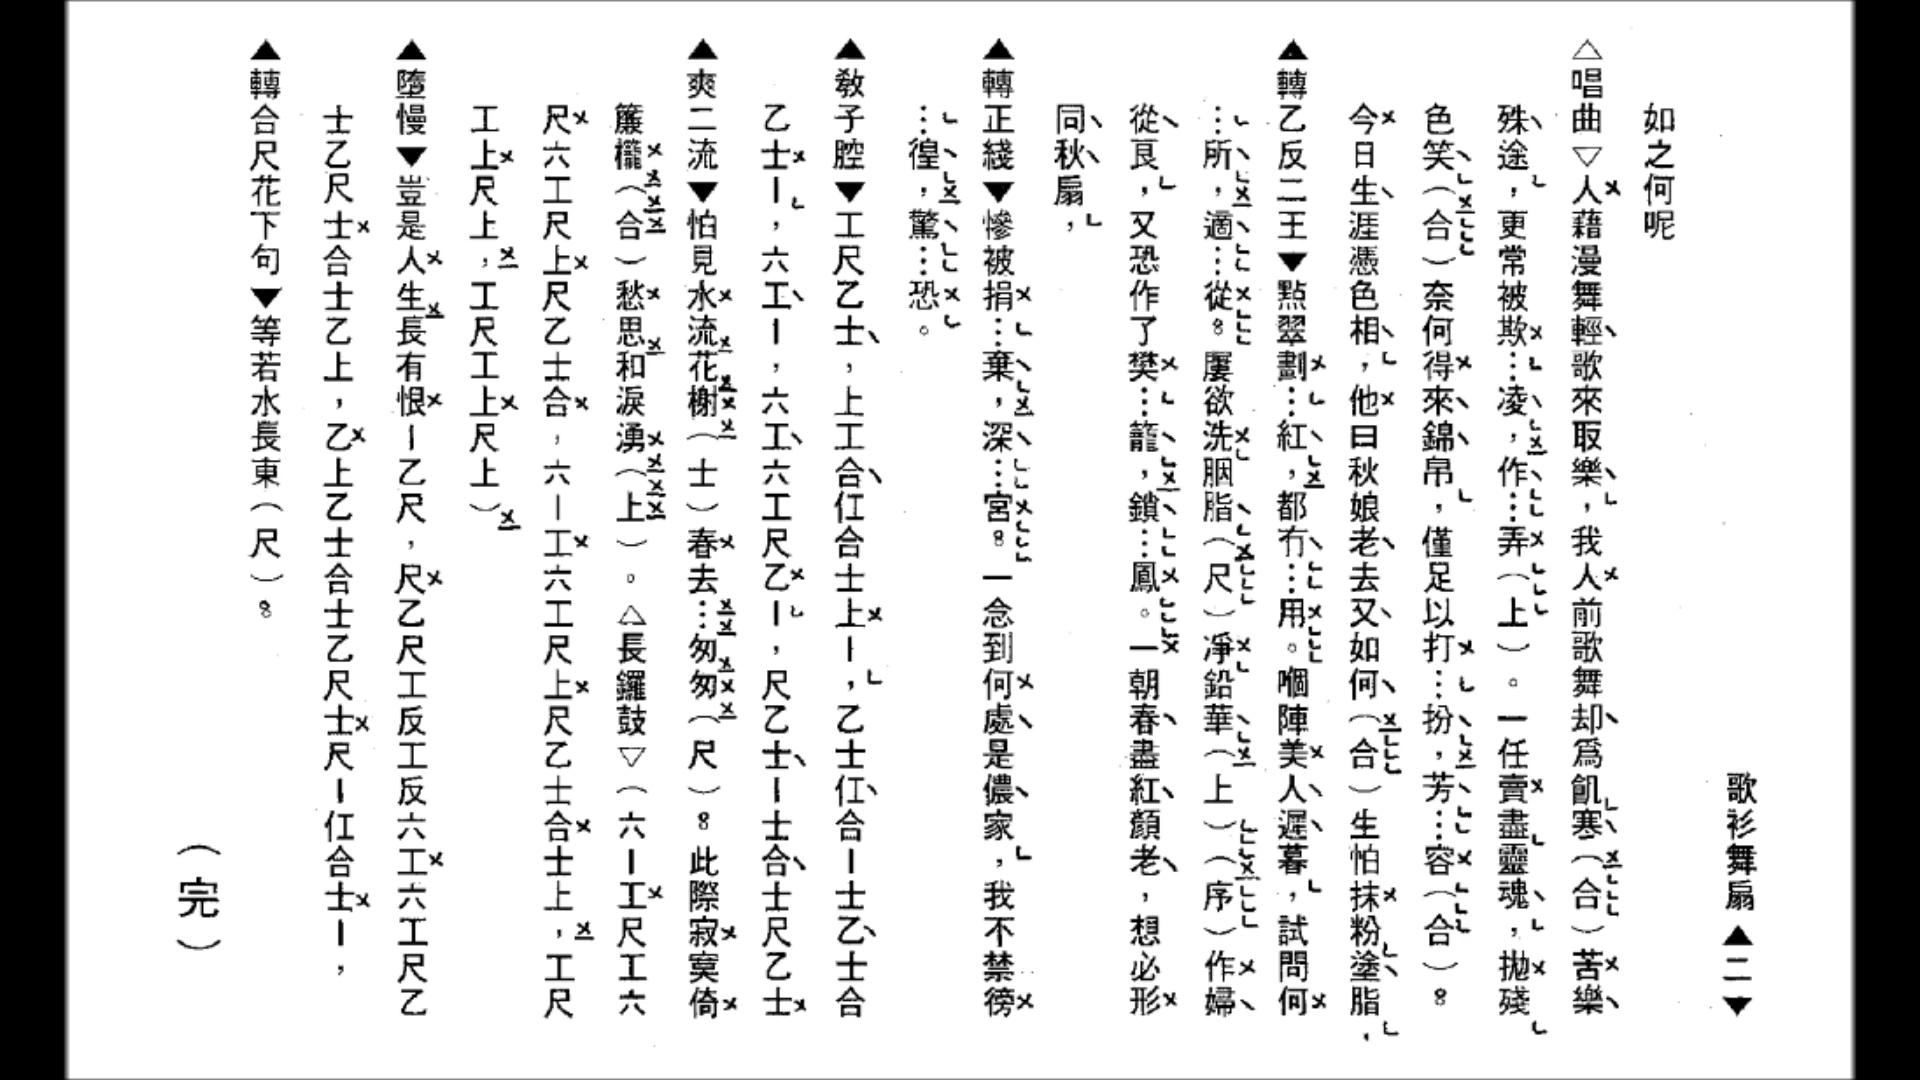 歌衫舞扇▲二▼
如之何呢
△唱曲▽人藉漫舞輕歌來取樂，我人前歌舞却爲飢寒（合）苦樂
殊途，更常被欺…凌，作…弄（上）。一任賣盡靈魂，拋殘
色笑（合）奈何得來錦帛，僅足以打…扮，芳…容（合）。
今日生涯憑色相，他曰秋娘老去又如何（合）生怕抹粉塗脂，
▲轉乙反二王▼點翠劃…紅，都冇…用。嗰陣美人遲暮，試問何
…所，適…從。屢欲洗胭脂（尺）凈鉛華（上）（序）作婦
從良，又恐作了樊…籠，鎖…鳳。一朝春盡紅顏老，想必形
同秋扇，
▲轉正綫▼慘被捐…棄，深…宮。一念到何處是儂家，我不禁徬
…徨，驚…恐。
▲教子腔▼工尺乙士，上工合仜合士上ー，乙士仜合ー士乙士合
乙士ー，六工ー，六工六工尺乙ー，尺乙士ー士合士尺乙士
▲爽二流▼怕見水流花榭（士）春去…匆匆（尺）。此際寂寞倚
簾櫳（合）愁思和淚湧（上）。△長鑼鼓▽（六ー工尺工六
尺六工尺上尺乙士合，六ー工六工尺上尺乙士合士上，工尺
工上尺上，工尺工上尺上）
▲墮慢▼豈是人生長有恨ー乙尺，尺乙尺工反工反六工六工尺乙
士乙尺士合士乙上，乙上乙士合士乙尺士尺ー仜合士ー，
▲轉合尺花下句▼等若水長東（尺）。
（完）